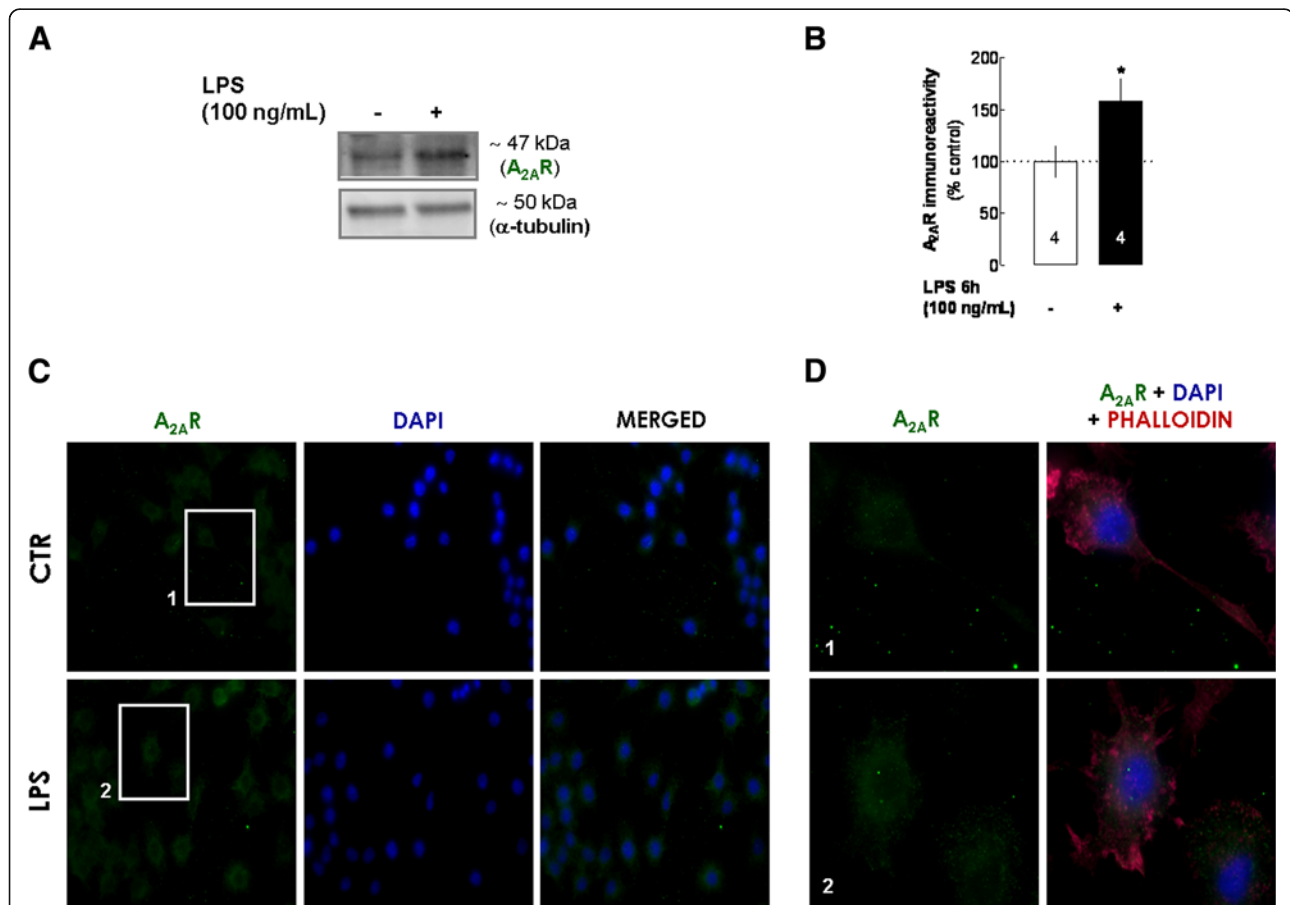 A
LPS
(100 ng/mL) - +
~ 47 kDa
(A2AR)
~ 50 kDa
(α-tubulin)
B
200
*
150
100
50
0
A2AR immunoreactivity
(% control)
4 4
LPS 6h
(100 ng/mL) - +
C
A2AR DAPI MERGED
CTR
1
LPS
2
D
A2AR
A2AR + DAPI
+ PHALLOIDIN
1
2